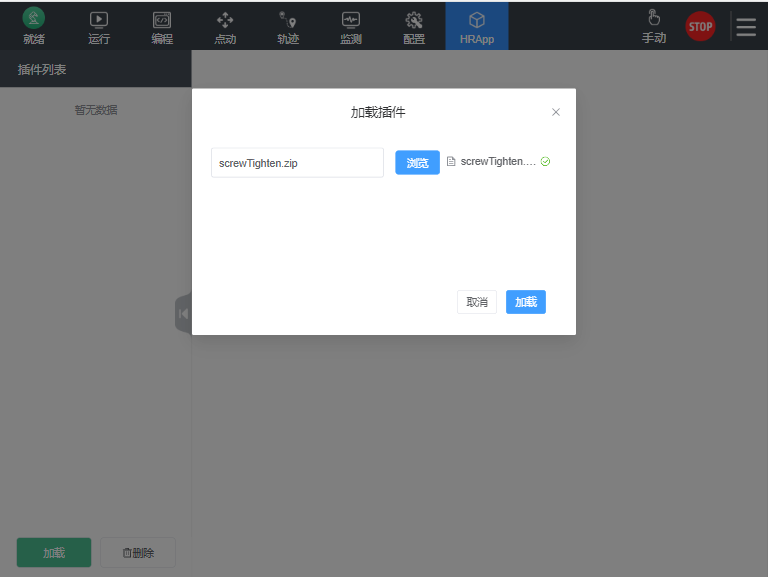 就绪
运行
编程
点动
轨迹
监测
配置
HRApp
手动
STOP
插件列表
暂无数据
加载插件
screwTighten.zip
浏览
screwTighten....
取消
加载
加载
删除